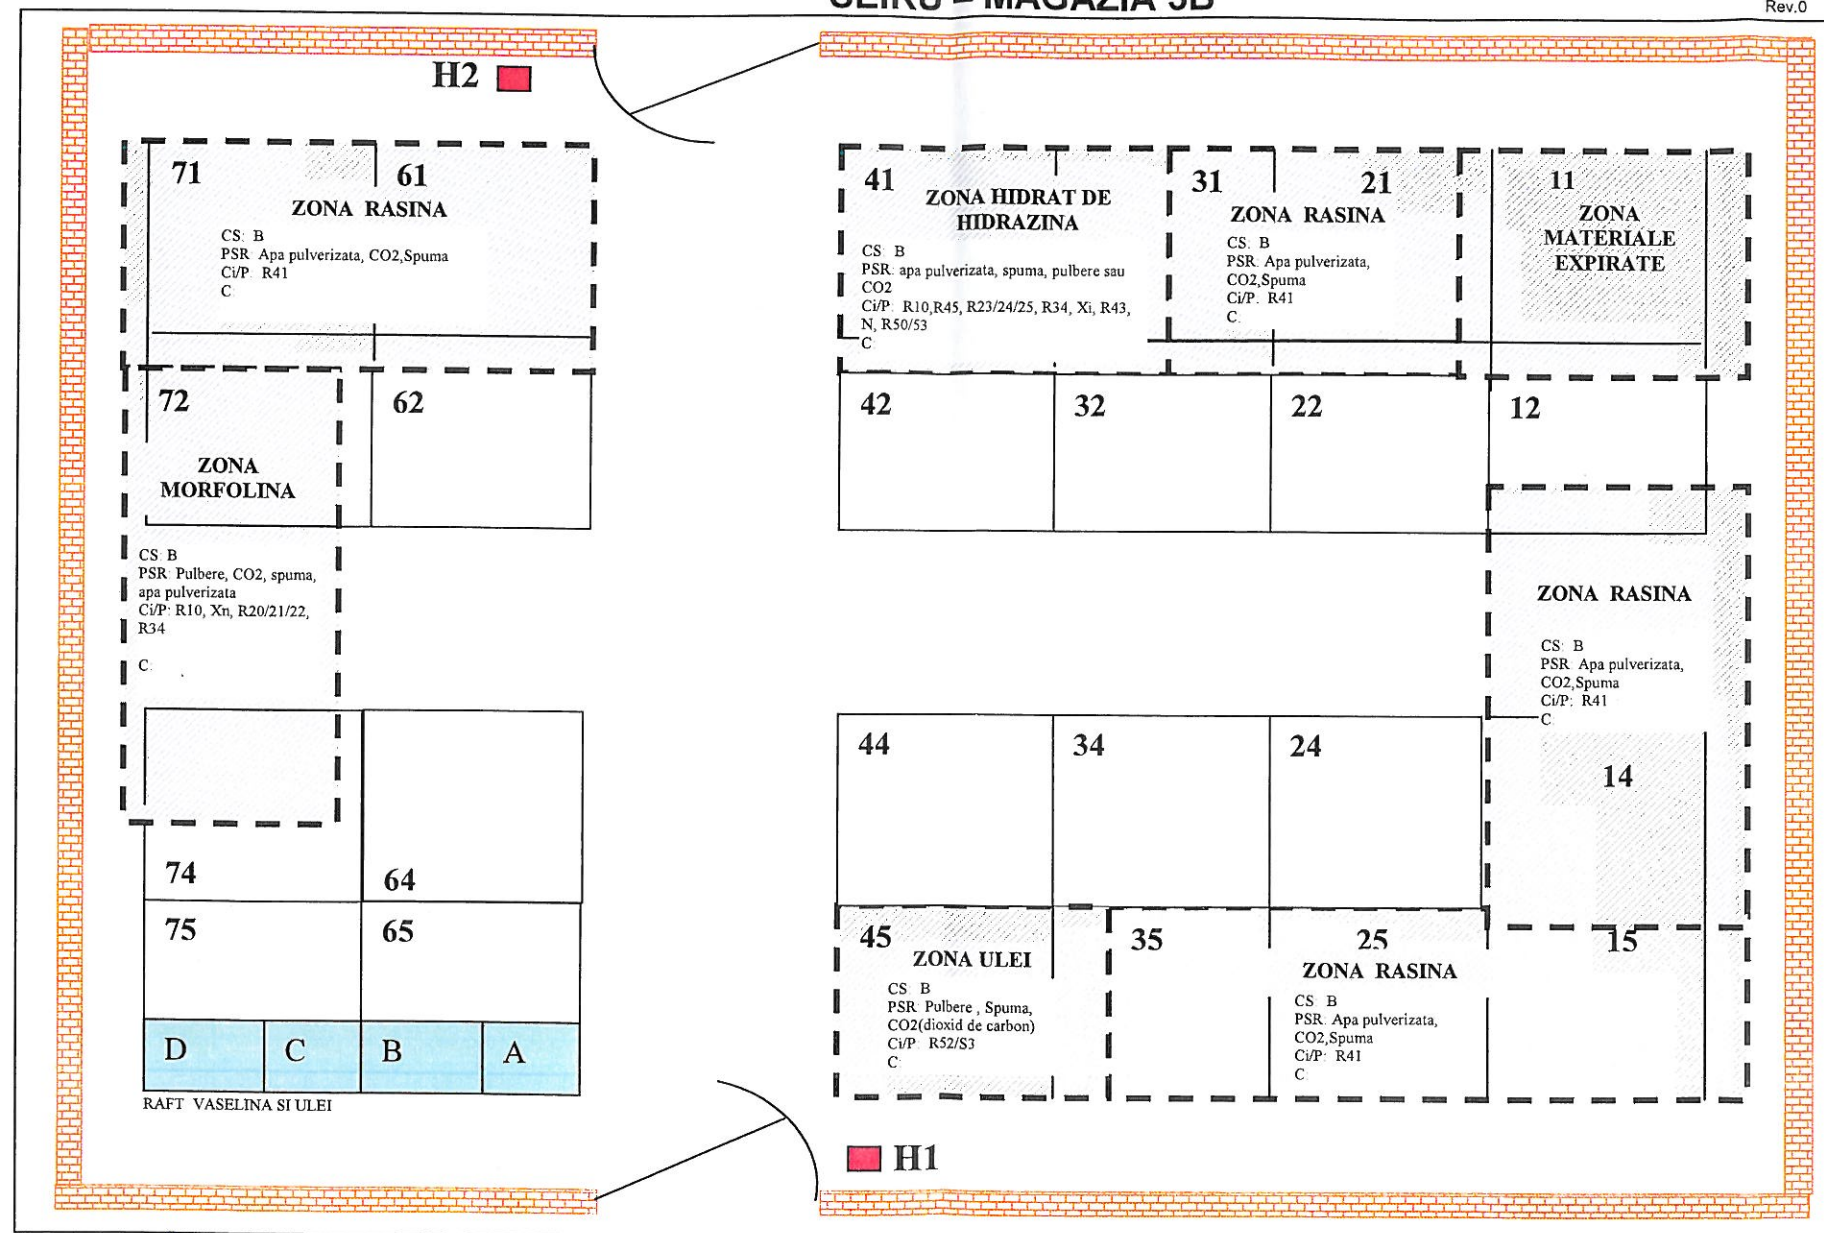 MAGAZIA 5B
Rev.0
H2
71
61
ZONA RASINA
CS: B
PSR Apa pulverizata, CO2,Spuma
Ci/P: R41
C:
41
ZONA HIDRAT DE
HIDRAZINA
CS: B
PSR: apa pulverizata, spuma, pulbere sau
CO2
Ci/P: R10,R45, R23/24/25, R34, Xi, R43,
N, R50/53
C:
31
21
ZONA RASINA
CS: B
PSR: Apa pulverizata,
CO2,Spuma
Ci/P: R41
C:
11
ZONA
MATERIALE
EXPIRATE
72
ZONA
MORFOLINA
CS: B
PSR: Pulbere, CO2, spuma,
apa pulverizata
Ci/P: R10, Xn, R20/21/22,
R34
C:
62
42
32
22
12
ZONA RASINA
CS: B
PSR Apa pulverizata,
CO2,Spuma
Ci/P: R41
C:
14
44
34
24
74
64
75
65
D
C
B
A
RAFT VASELINA SI ULEI
45
ZONA ULEI
CS: B
PSR: Pulbere , Spuma,
CO2(dioxid de carbon)
Ci/P: R52/S3
C:
35
25
15
ZONA RASINA
CS: B
PSR: Apa pulverizata,
CO2,Spuma
Ci/P: R41
C:
H1